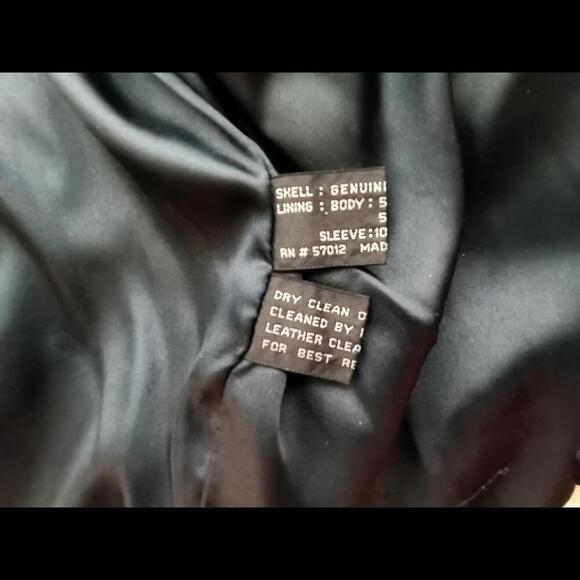 SHELL : GENUIN
LINING : BODY : 5
5
SLEEVE:10
RN # 57012 MAD
DRY CLEAN O
CLEANED BY
LEATHER CLEA
FOR BEST RE